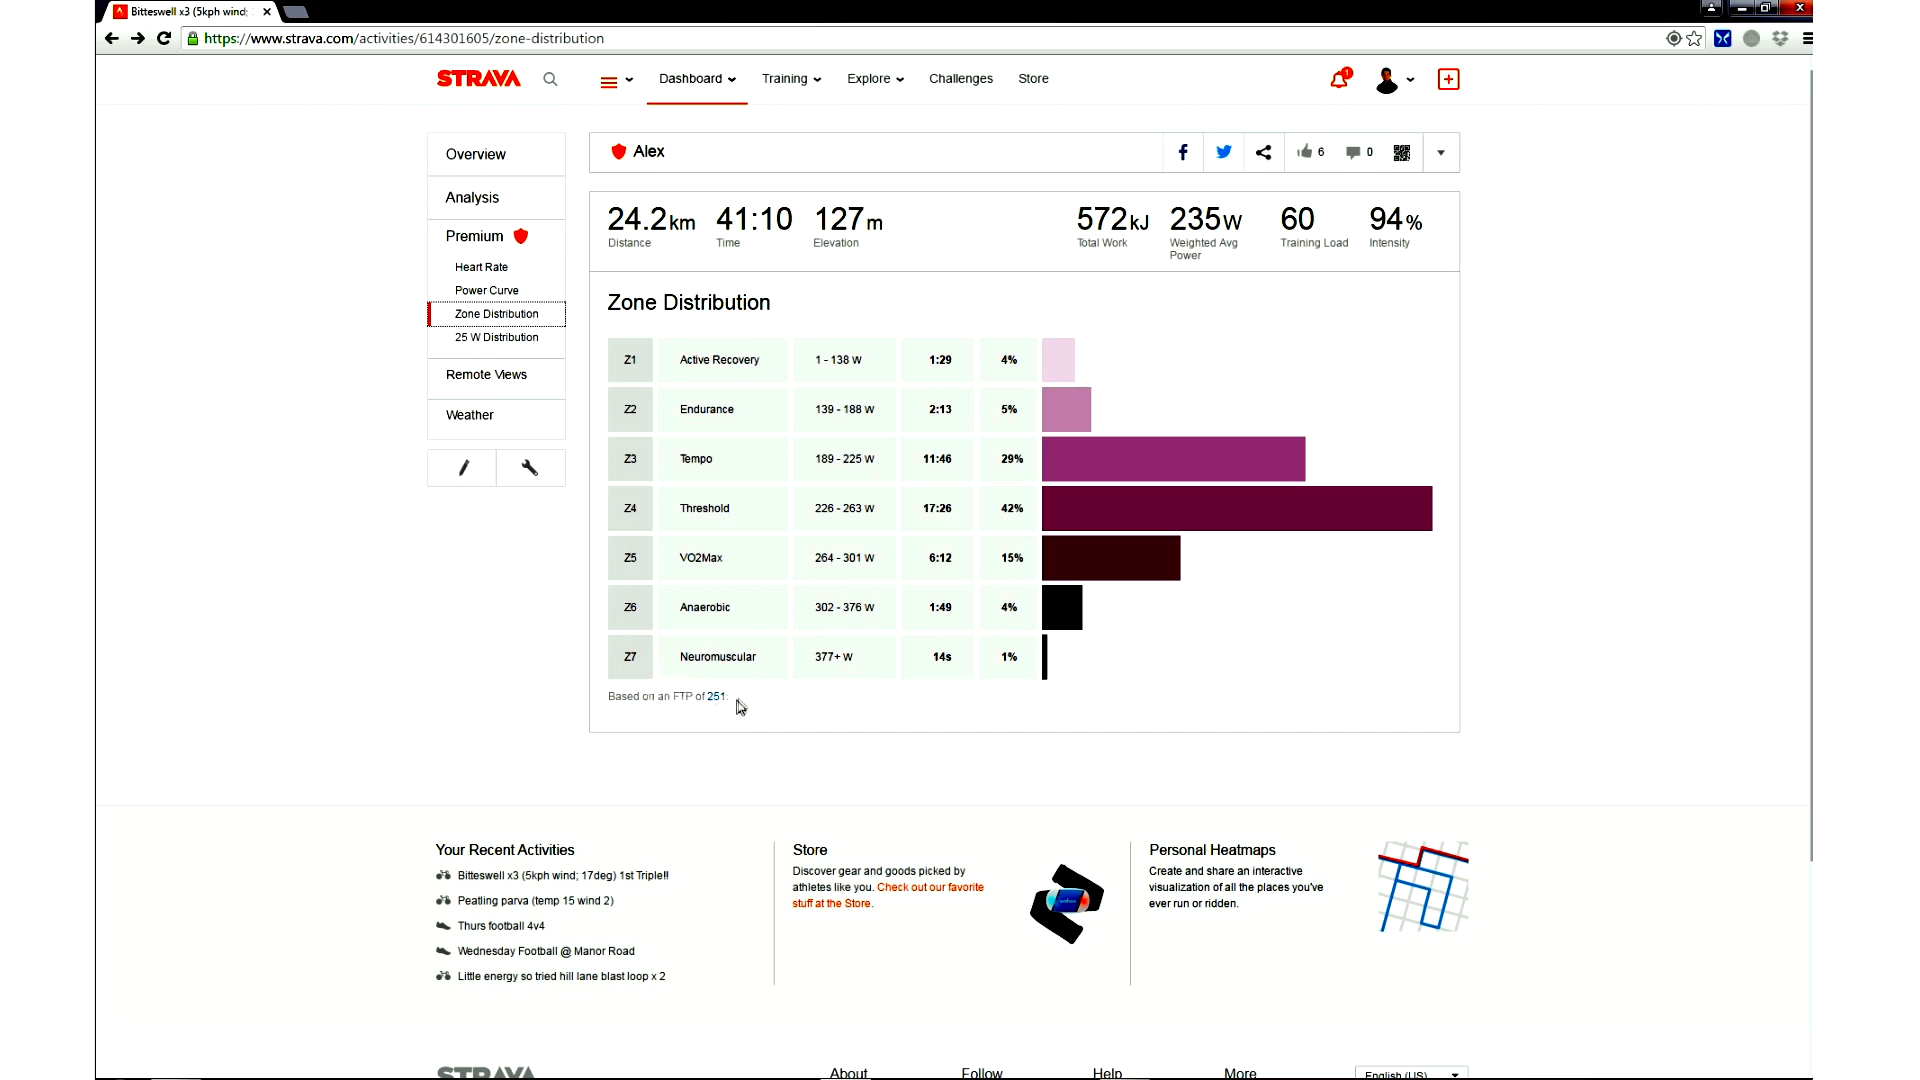 Bitteswell x3 (5kph wind;
https://www.strava.com/activities/614301605/zone-distribution
STRAVA Dashboard Training Explore Challenges Store 1
Overview
Analysis
Premium
Heart Rate
Power Curve
Zone Distribution
25 W Distribution
Remote Views
Weather
Alex 6 0
24.2km 41:10 127m 572kJ 235W 60 94%
Distance Time Elevation Total Work Weighted Avg Power Training Load Intensity
Zone Distribution
Z1 Active Recovery 1 - 138 W 1:29 4%
Z2 Endurance 139 - 188 W 2:13 5%
Z3 Tempo 189 - 225 W 11:46 29%
Z4 Threshold 226 - 263 W 17:26 42%
Z5 VO2Max 264 - 301 W 6:12 15%
Z6 Anaerobic 302 - 376 W 1:49 4%
Z7 Neuromuscular 377+ W 14s 1%
Based on an FTP of 251.
Your Recent Activities
Bitteswell x3 (5kph wind; 17deg) 1st Triple!!
Peatling parva (temp 15 wind 2)
Thurs football 4v4
Wednesday Football @ Manor Road
Little energy so tried hill lane blast loop x 2
Store
Discover gear and goods picked by
athletes like you. Check out our favorite
stuff at the Store.
Personal Heatmaps
Create and share an interactive
visualization of all the places you've
ever run or ridden.
STRAVA About Follow Help More English (US)